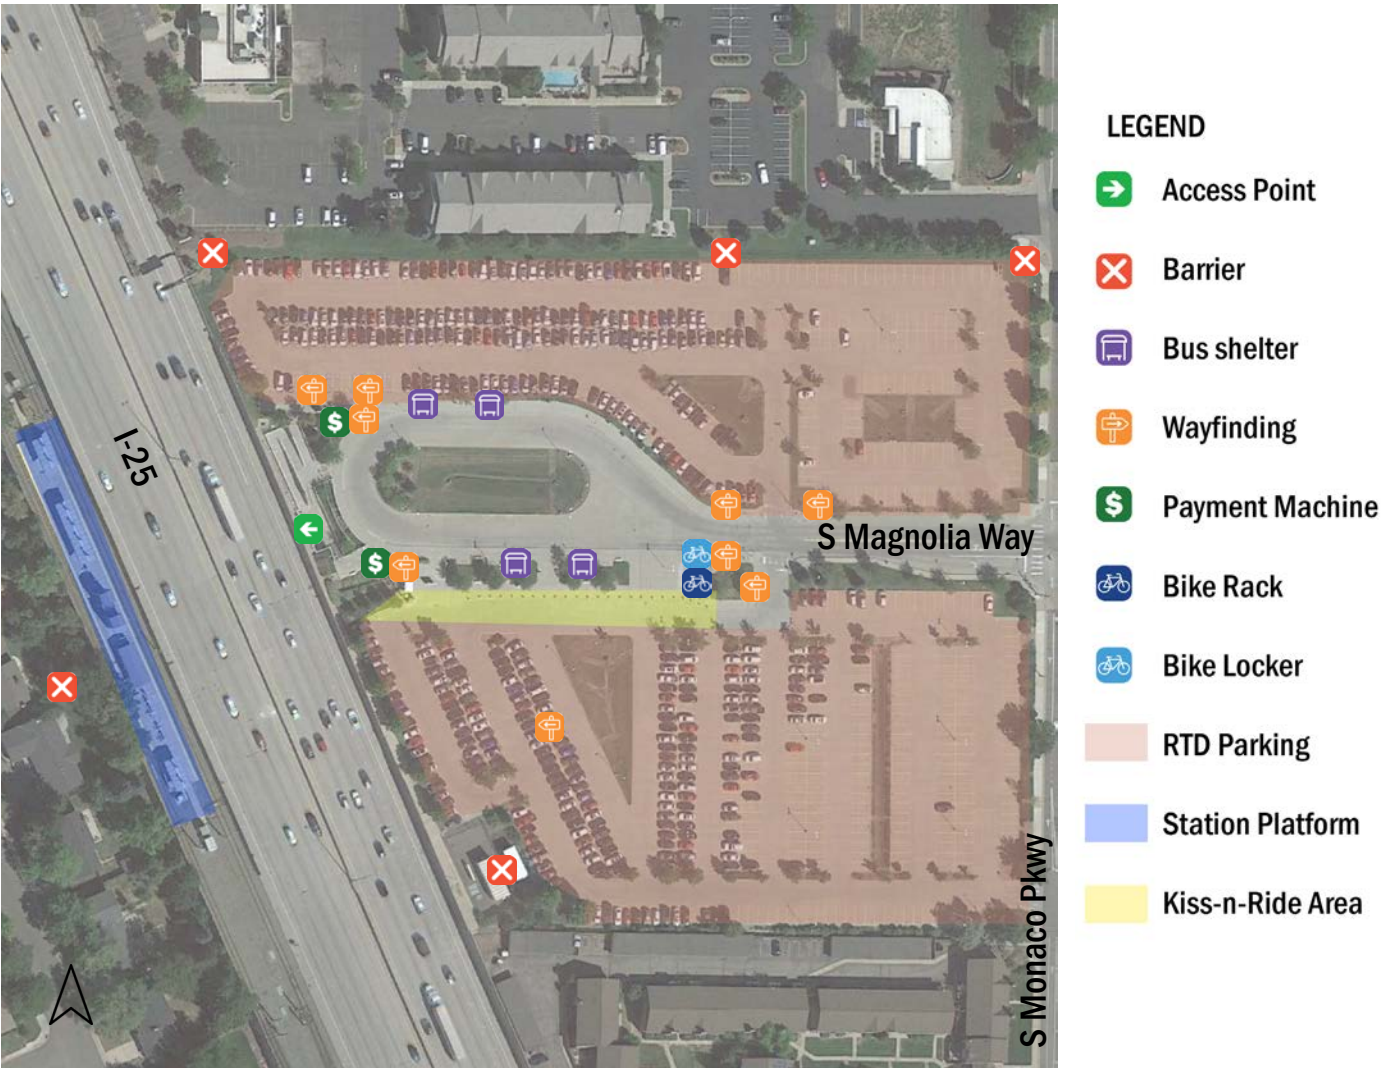 LEGEND
Access Point
Barrier
Bus shelter
Wayfinding
$ Payment Machine
Bike Rack
Bike Locker
RTD Parking
Station Platform
Kiss-n-Ride Area
I-25
$
S Magnolia Way
$
S Monaco Pkwy